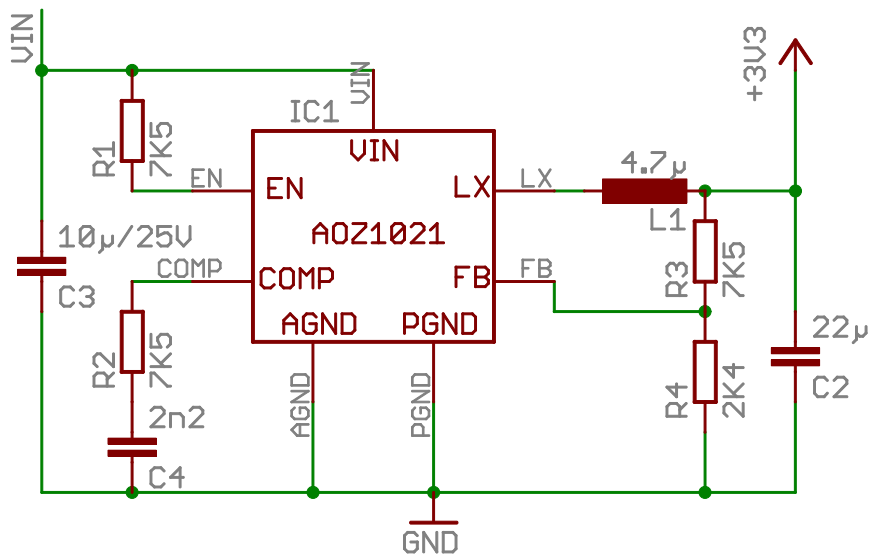 VIN
+3V3
VIN
IC1
VIN
R1
7K5
EN
EN
LX
LX
4.7µ
L1
AOZ1021
10µ/25V
C3
COMP
COMP
FB
FB
R3
7K5
AGND
PGND
R2
7K5
22µ
C2
AGND
PGND
R4
2K4
2n2
C4
GND